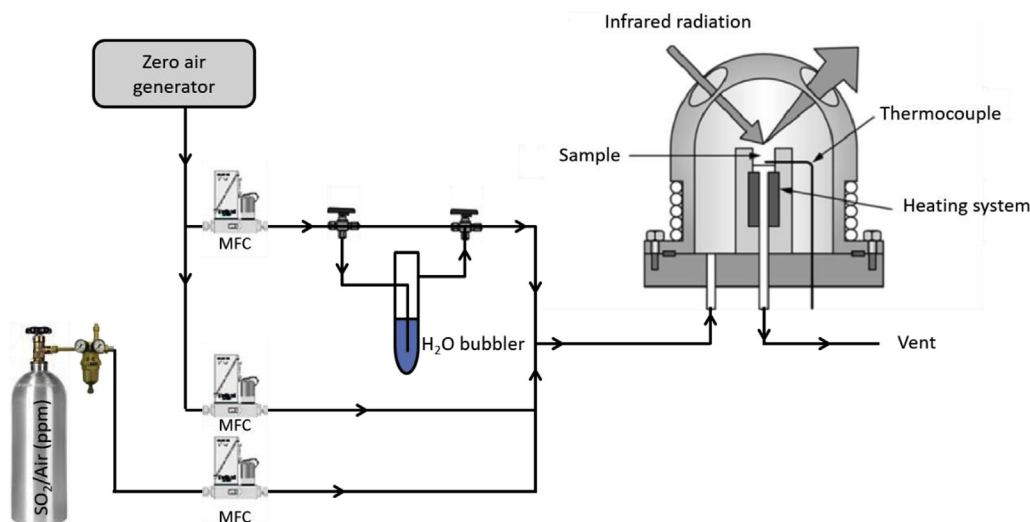 Infrared radiation
Zero air
generator
Thermocouple
Sample
Heating system
MFC
H₂O bubbler
Vent
MFC
SO₂/Air (ppm)
MFC